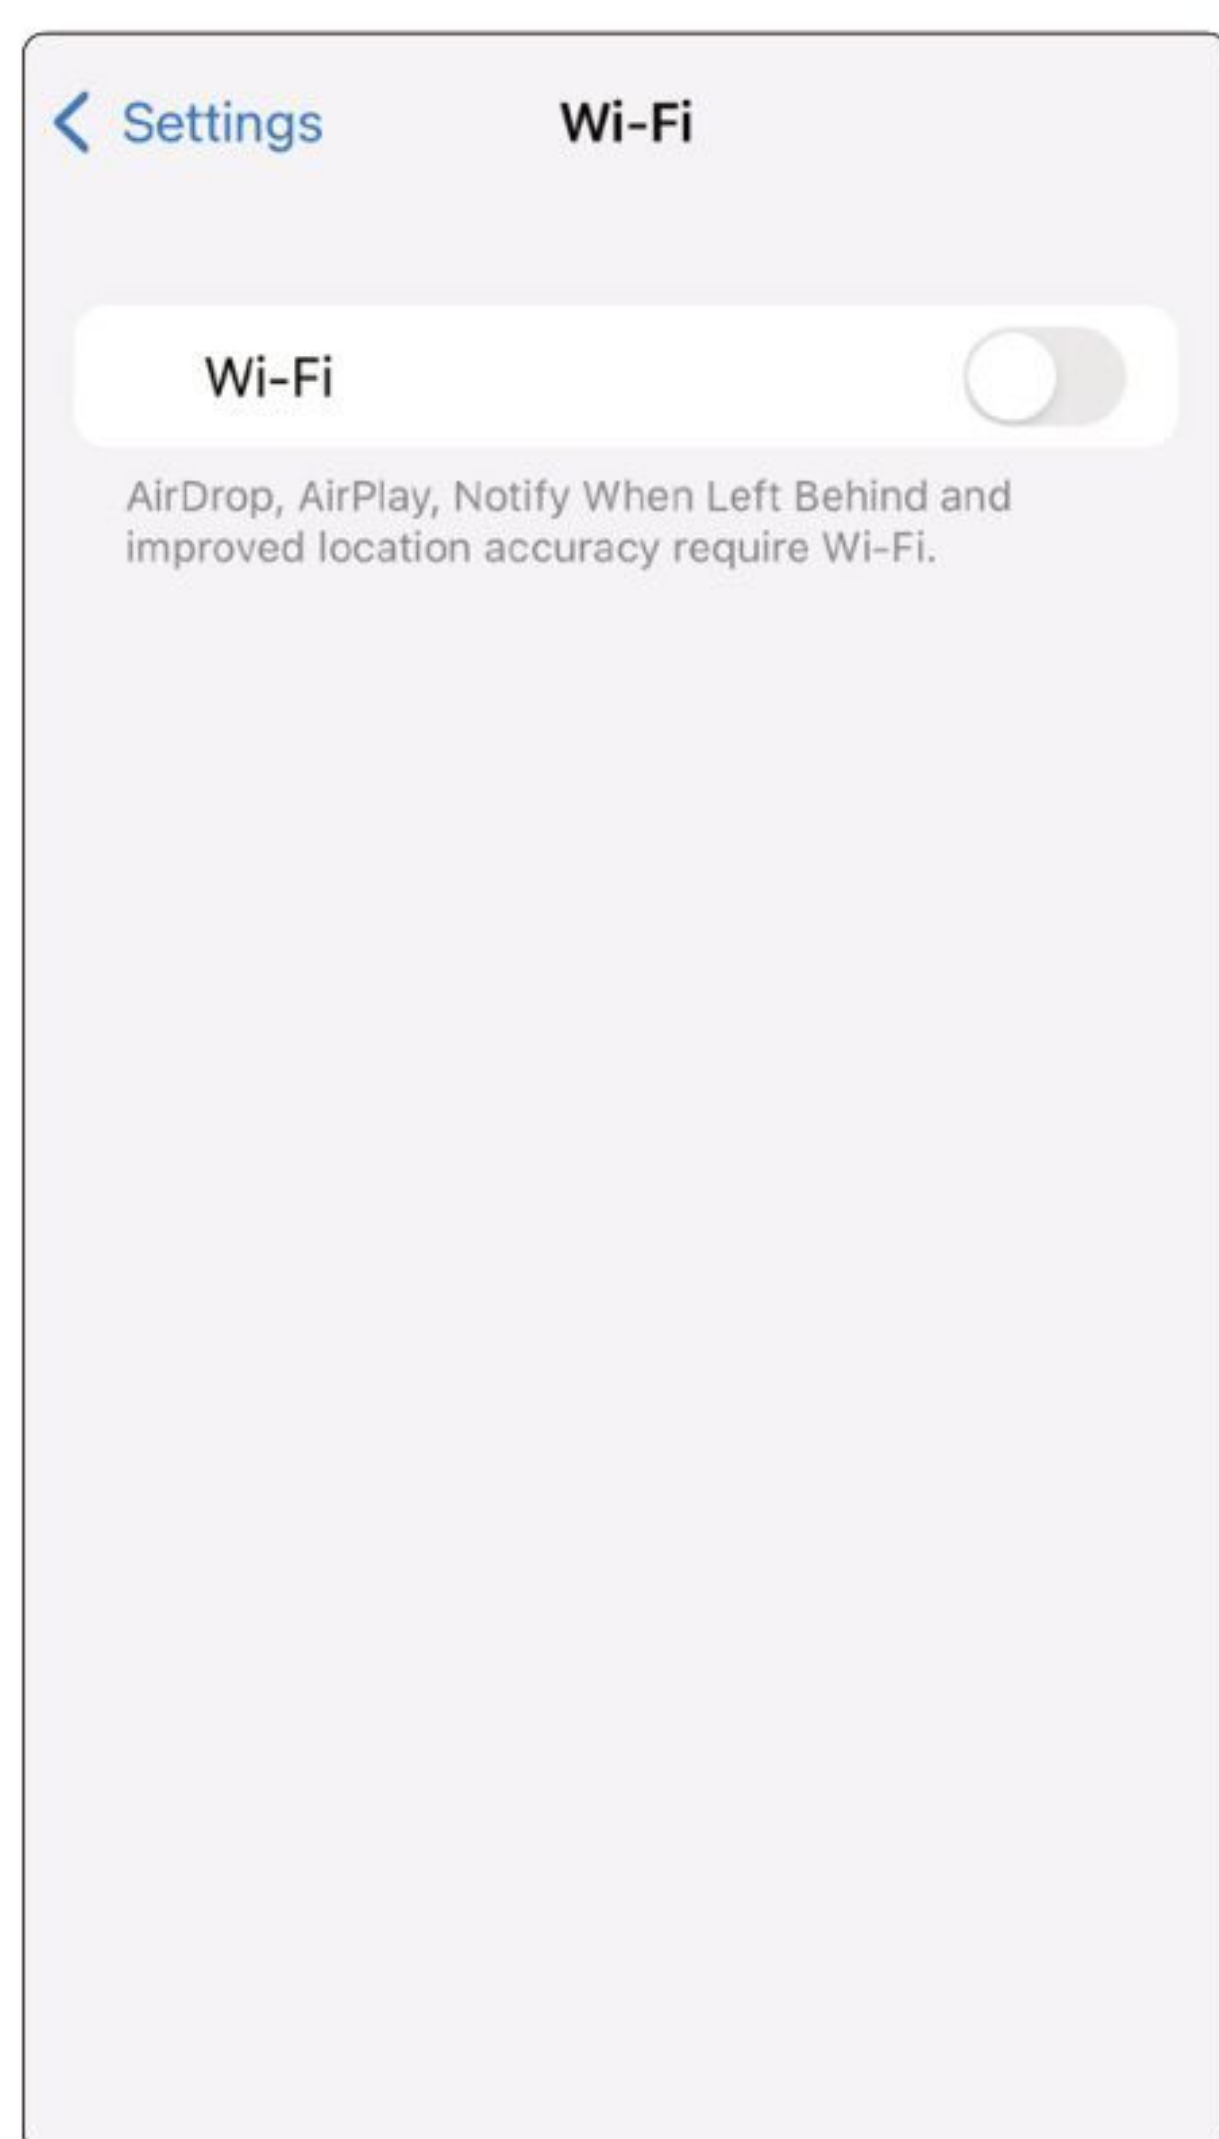 Settings
Wi-Fi
Wi-Fi
AirDrop, AirPlay, Notify When Left Behind and
improved location accuracy require Wi-Fi.